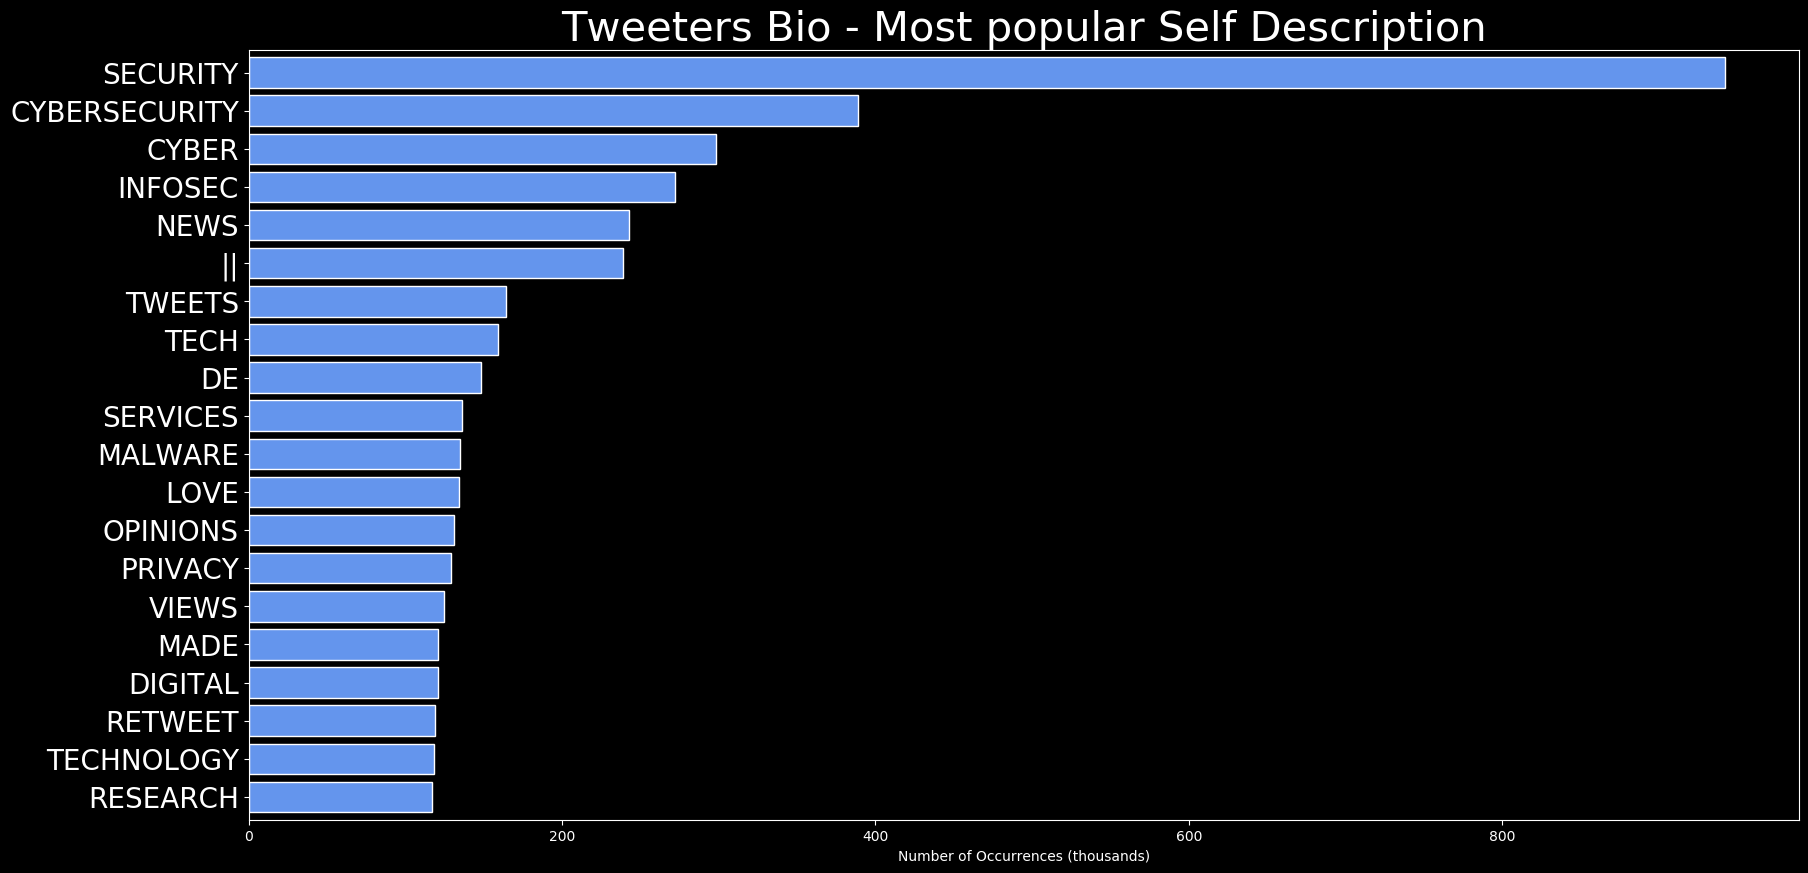 Tweeters Bio - Most popular Self Description
SECURITY
CYBERSECURITY
CYBER
INFOSEC
NEWS
||
TWEETS
TECH
DE
SERVICES
MALWARE
LOVE
OPINIONS
PRIVACY
VIEWS
MADE
DIGITAL
RETWEET
TECHNOLOGY
RESEARCH
0 200 400 600 800
Number of Occurrences (thousands)